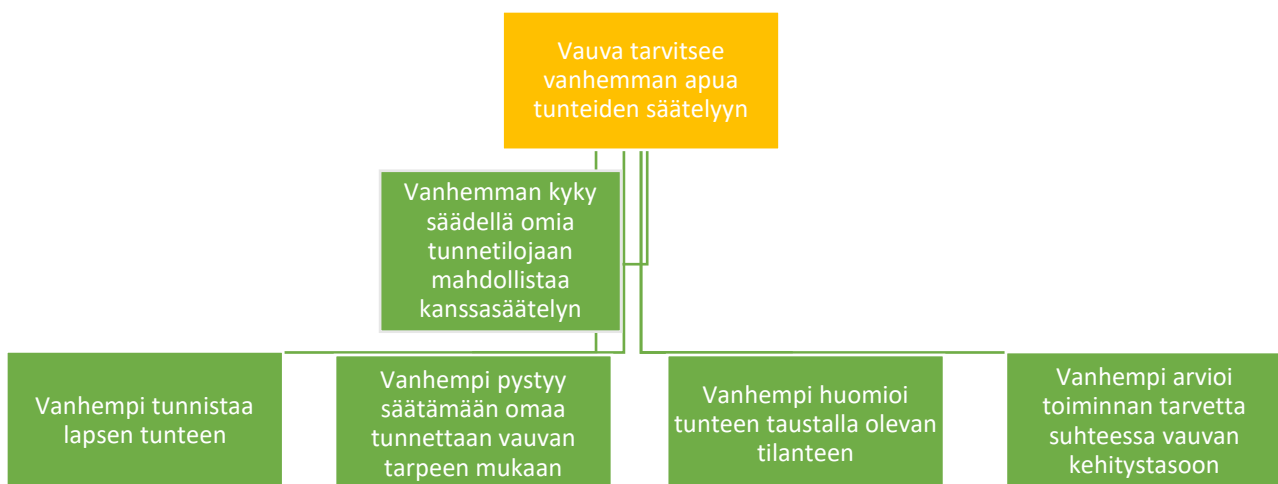 Vauva tarvitsee
vanhemman apua
tunteiden säätelyyn
Vanhemman kyky
säädellä omia
tunnetilojaan
mahdollistaa
kanssasäätelyn
Vanhempi tunnistaa
lapsen tunteen
Vanhempi pystyy
säätämään omaa
tunnettaan vauvan
tarpeen mukaan
Vanhempi huomioi
tunteen taustalla olevan
tilanteen
Vanhempi arvioi
toiminnan tarvetta
suhteessa vauvan
kehitystasoon